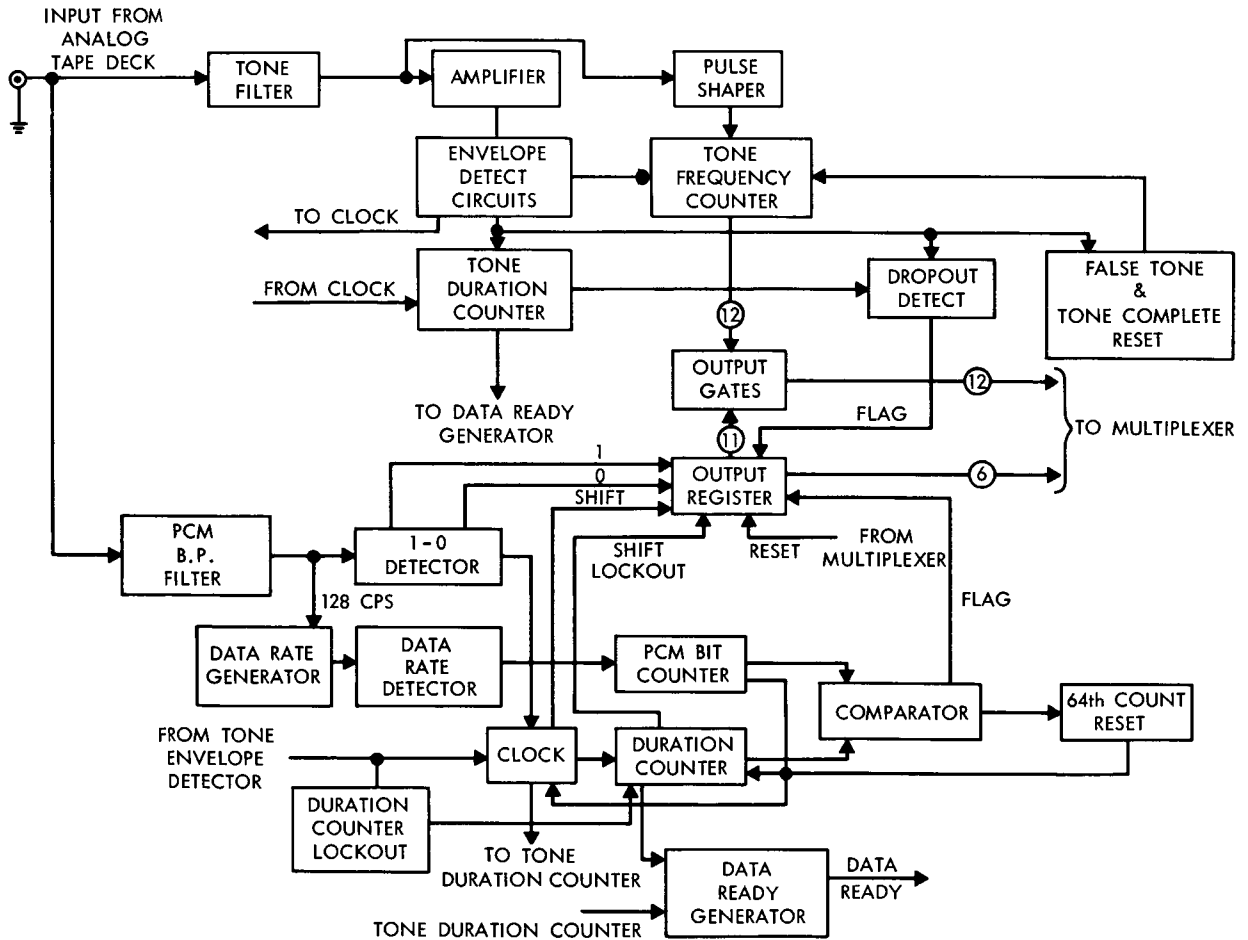 INPUT FROM
ANALOG
TAPE DECK
TONE
FILTER
AMPLIFIER
PULSE
SHAPER
ENVELOPE
DETECT
CIRCUITS
TONE
FREQUENCY
COUNTER
TO CLOCK
FROM CLOCK
TONE
DURATION
COUNTER
DROPOUT
DETECT
FALSE TONE
&
TONE COMPLETE
RESET
12
OUTPUT
GATES
12
TO DATA READY
GENERATOR
FLAG
11
TO MULTIPLEXER
1
0
SHIFT
OUTPUT
REGISTER
6
PCM
B.P.
FILTER
1-0
DETECTOR
SHIFT
LOCKOUT
RESET
FROM
MULTIPLEXER
128 CPS
FLAG
DATA RATE
GENERATOR
DATA
RATE
DETECTOR
PCM BIT
COUNTER
COMPARATOR
64th COUNT
RESET
FROM TONE
ENVELOPE
DETECTOR
CLOCK
DURATION
COUNTER
DURATION
COUNTER
LOCKOUT
TO TONE
DURATION COUNTER
DATA
READY
GENERATOR
DATA
READY
TONE DURATION COUNTER